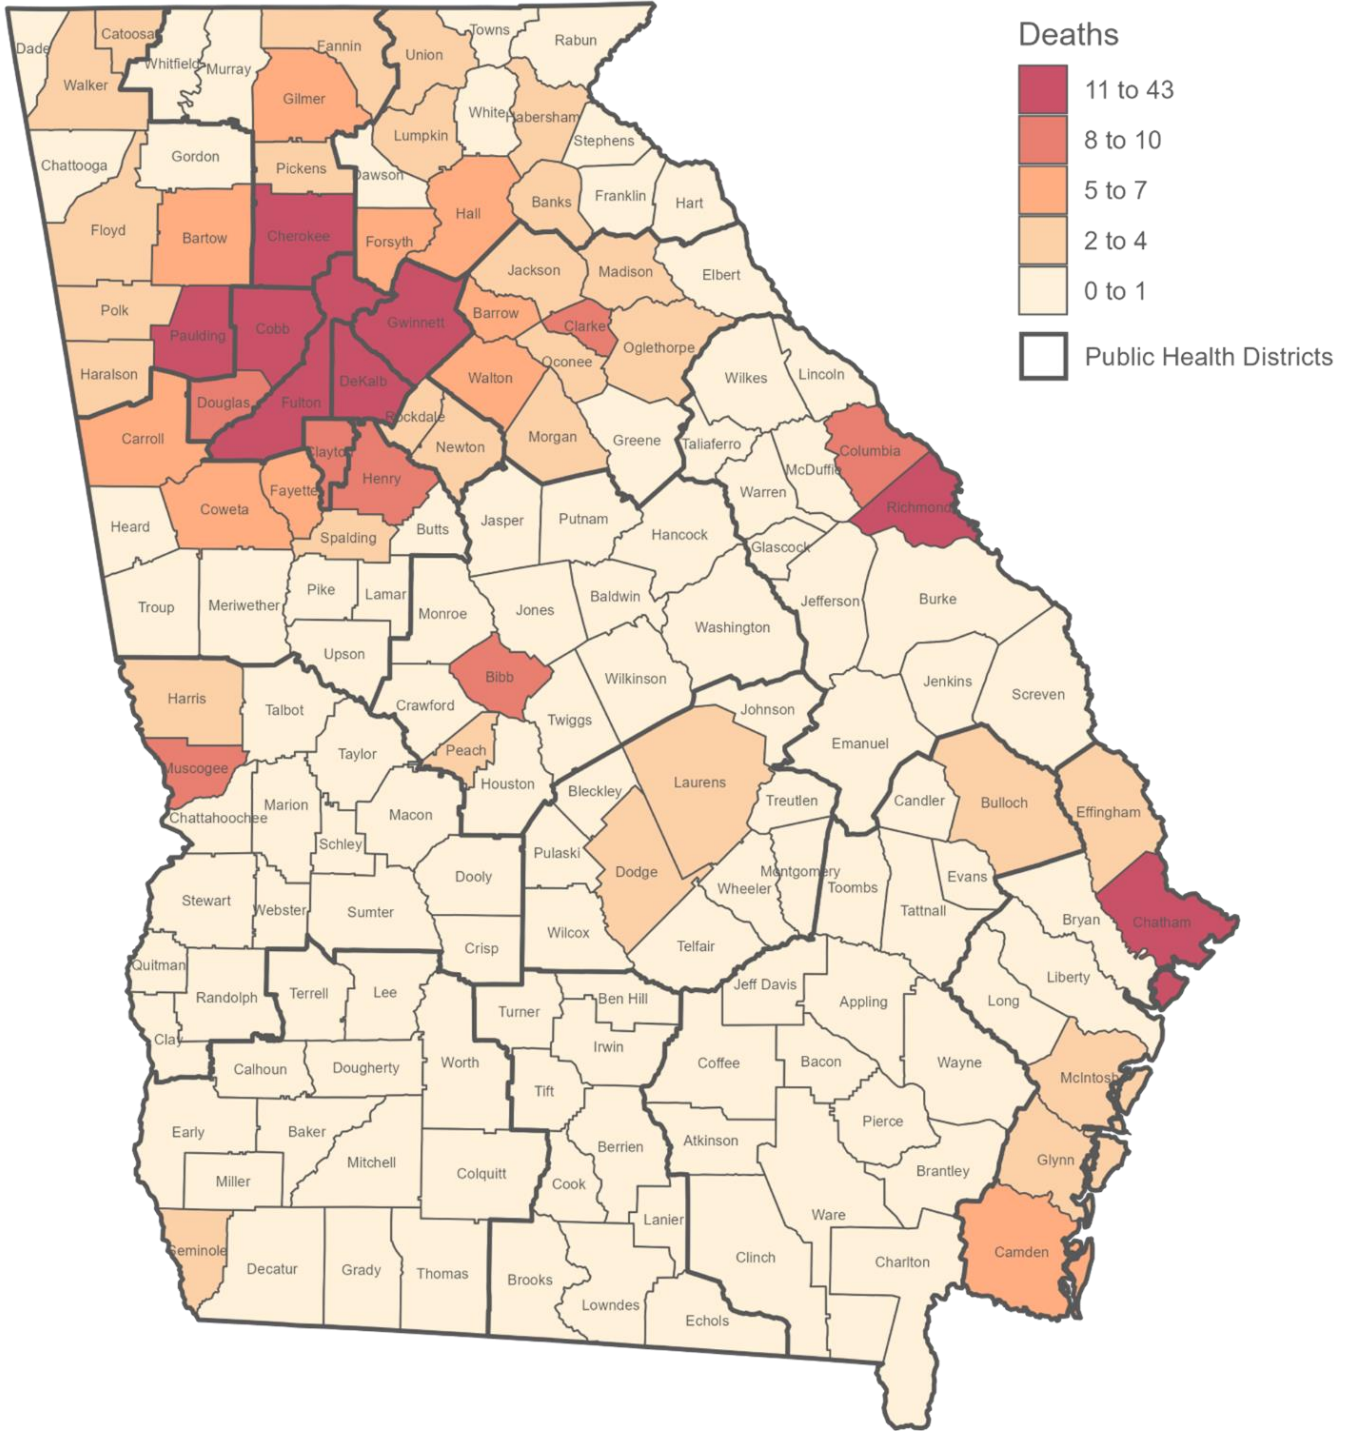 Deaths
11 to 43
8 to 10
5 to 7
2 to 4
0 to 1
Public Health Districts
Dade
Catoosa
Walker
Whitfield
Murray
Fannin
Gilmer
Union
Towns
Rabun
White
Habersham
Lumpkin
Stephens
Chattooga
Gordon
Pickens
Dawson
Hall
Banks
Franklin
Hart
Floyd
Bartow
Cherokee
Forsyth
Jackson
Madison
Elbert
Polk
Paulding
Cobb
Gwinnett
Barrow
Clarke
Oglethorpe
Oconee
Haralson
Douglas
Fulton
DeKalb
Walton
Wilkes
Lincoln
Rockdale
Carroll
Clayton
Henry
Newton
Morgan
Greene
Taliaferro
McDuffie
Columbia
Heard
Coweta
Fayette
Spalding
Butts
Jasper
Putnam
Hancock
Warren
Glascock
Richmond
Troup
Meriwether
Pike
Lamar
Monroe
Jones
Baldwin
Washington
Jefferson
Burke
Upson
Harris
Talbot
Crawford
Bibb
Twiggs
Wilkinson
Johnson
Jenkins
Screven
Emanuel
Muscogee
Taylor
Peach
Houston
Bleckley
Laurens
Treutlen
Candler
Bulloch
Effingham
Chattahoochee
Marion
Schley
Macon
Pulaski
Dodge
Wheeler
Montgomery
Toombs
Tattnall
Evans
Bryan
Chatham
Stewart
Webster
Sumter
Dooly
Crisp
Wilcox
Telfair
Liberty
Long
Quitman
Randolph
Terrell
Lee
Turner
Ben Hill
Jeff Davis
Appling
Clay
Calhoun
Dougherty
Worth
Tift
Irwin
Coffee
Bacon
Wayne
McIntosh
Early
Baker
Mitchell
Colquitt
Cook
Berrien
Atkinson
Pierce
Brantley
Glynn
Miller
Seminole
Decatur
Grady
Thomas
Brooks
Lanier
Lowndes
Echols
Clinch
Ware
Charlton
Camden